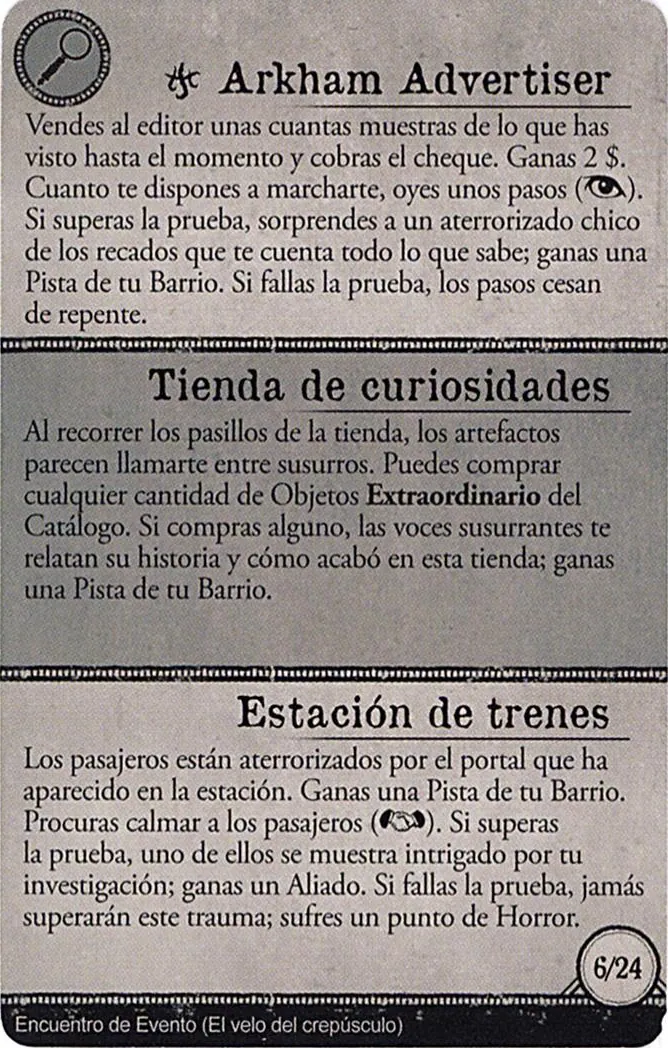 Arkham Advertiser
Vendes al editor unas cuantas muestras de lo que has
visto hasta el momento y cobras el cheque. Ganas 2 $.
Cuanto te dispones a marcharte, oyes unos pasos ( ).
Si superas la prueba, sorprendes a un aterrorizado chico
de los recados que te cuenta todo lo que sabe; ganas una
Pista de tu Barrio. Si fallas la prueba, los pasos cesan
de repente.
Tienda de curiosidades
Al recorrer los pasillos de la tienda, los artefactos
parecen llamarte entre susurros. Puedes comprar
cualquier cantidad de Objetos Extraordinario del
Catálogo. Si compras alguno, las voces susurrantes te
relatan su historia y cómo acabó en esta tienda; ganas
una Pista de tu Barrio.
Estación de trenes
Los pasajeros están aterrorizados por el portal que ha
aparecido en la estación. Ganas una Pista de tu Barrio.
Procuras calmar a los pasajeros ( ). Si superas
la prueba, uno de ellos se muestra intrigado por tu
investigación; ganas un Aliado. Si fallas la prueba, jamás
superarán este trauma; sufres un punto de Horror.
6/24
Encuentro de Evento (El velo del crepúsculo)